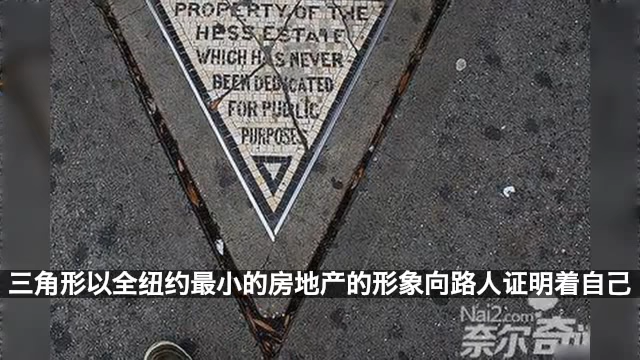 PROPERTY OF THE
HESS ESTATE
WHICH HAS NEVER
BEEN DEDICATED
FOR PUBLIC
PURPOSES
三角形以全纽约最小的房地产的形象向路人证明着自己
Nai2.com
奈尔奇